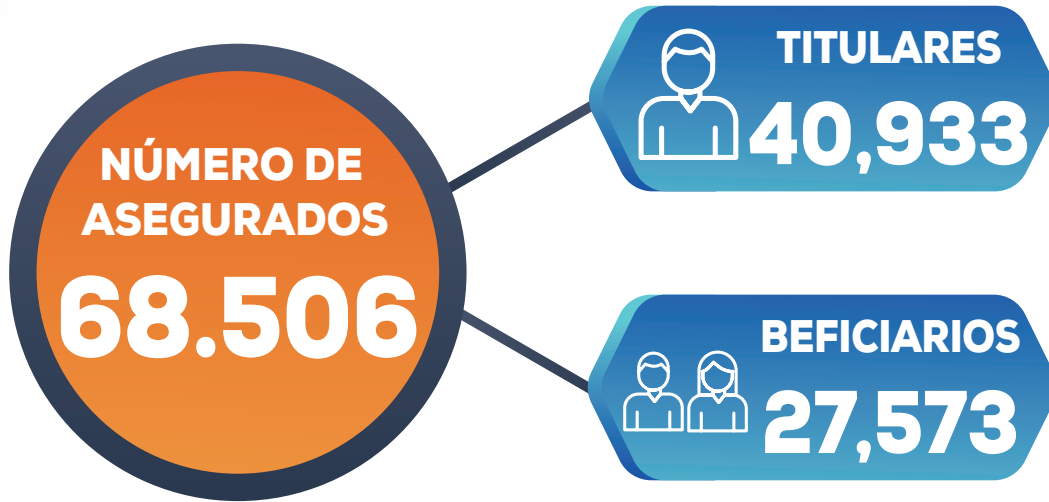 NÚMERO DE
ASEGURADOS
68.506
TITULARES
40,933
BEFICIARIOS
27,573